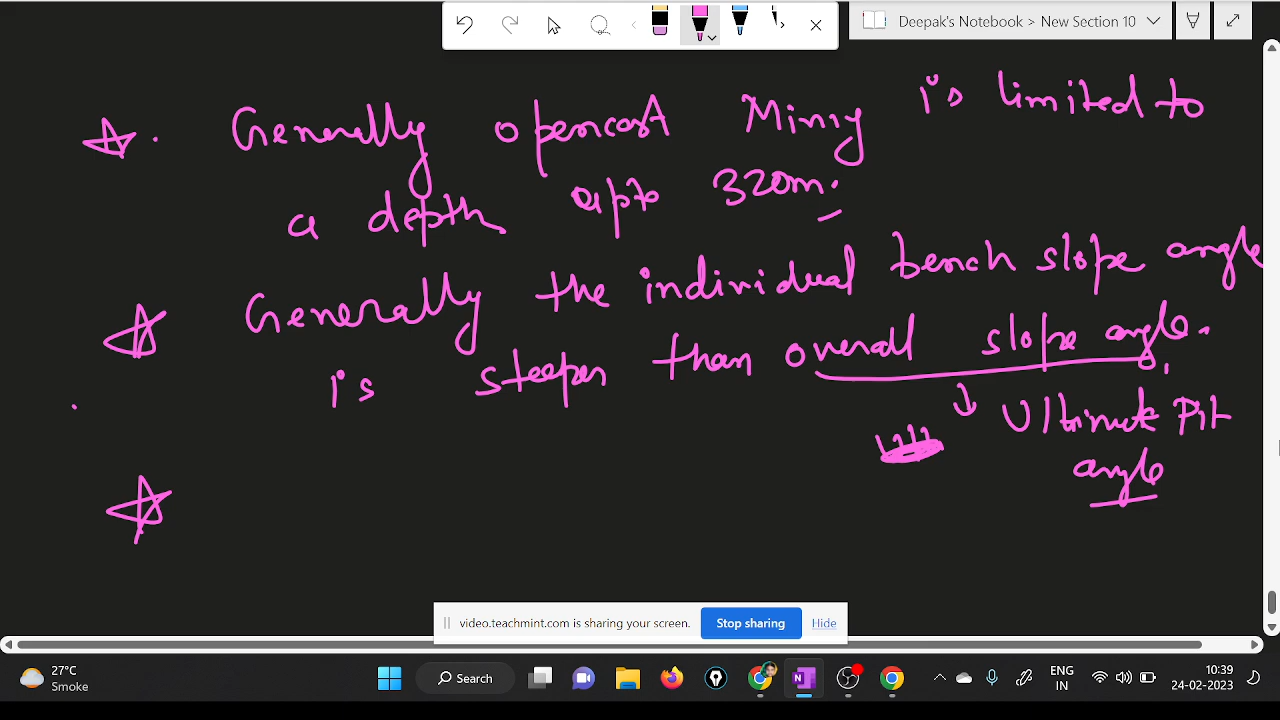 Deepak's Notebook > New Section 10
Generally opencast Mining is limited to
a depth upto 320m.
Generally the individual bench slope angle
is steeper than overall slope angle.
↓ Ultimate Pit
angle
video.teachmint.com is sharing your screen.
Stop sharing
Hide
27°C
Smoke
Search
ENG
IN
10:39
24-02-2023